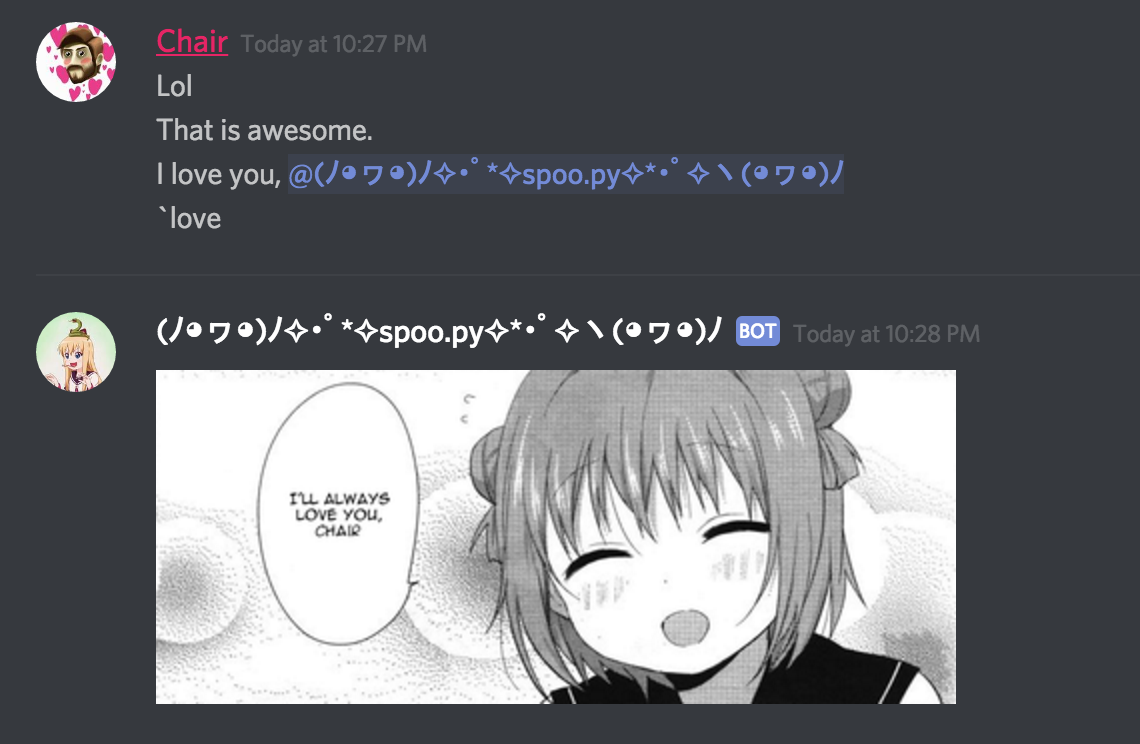 Chair Today at 10:27 PM
Lol
That is awesome.
I love you, @(ﾉ◕ヮ◕)ﾉ✧･ﾟ*✧spoo.py✧*･ﾟ✧ヽ(◕ヮ◕)ﾉ
`love
(ﾉ◕ヮ◕)ﾉ✧･ﾟ*✧spoo.py✧*･ﾟ✧ヽ(◕ヮ◕)ﾉ BOT Today at 10:28 PM
I'LL ALWAYS
LOVE YOU,
CHAIR